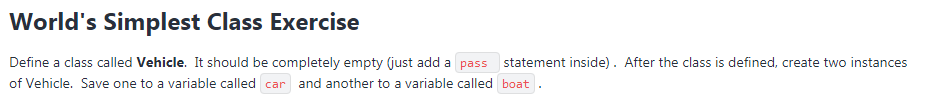 World's Simplest Class Exercise
Define a class called Vehicle. It should be completely empty (just add a pass statement inside) . After the class is defined, create two instances
of Vehicle. Save one to a variable called car and another to a variable called boat .